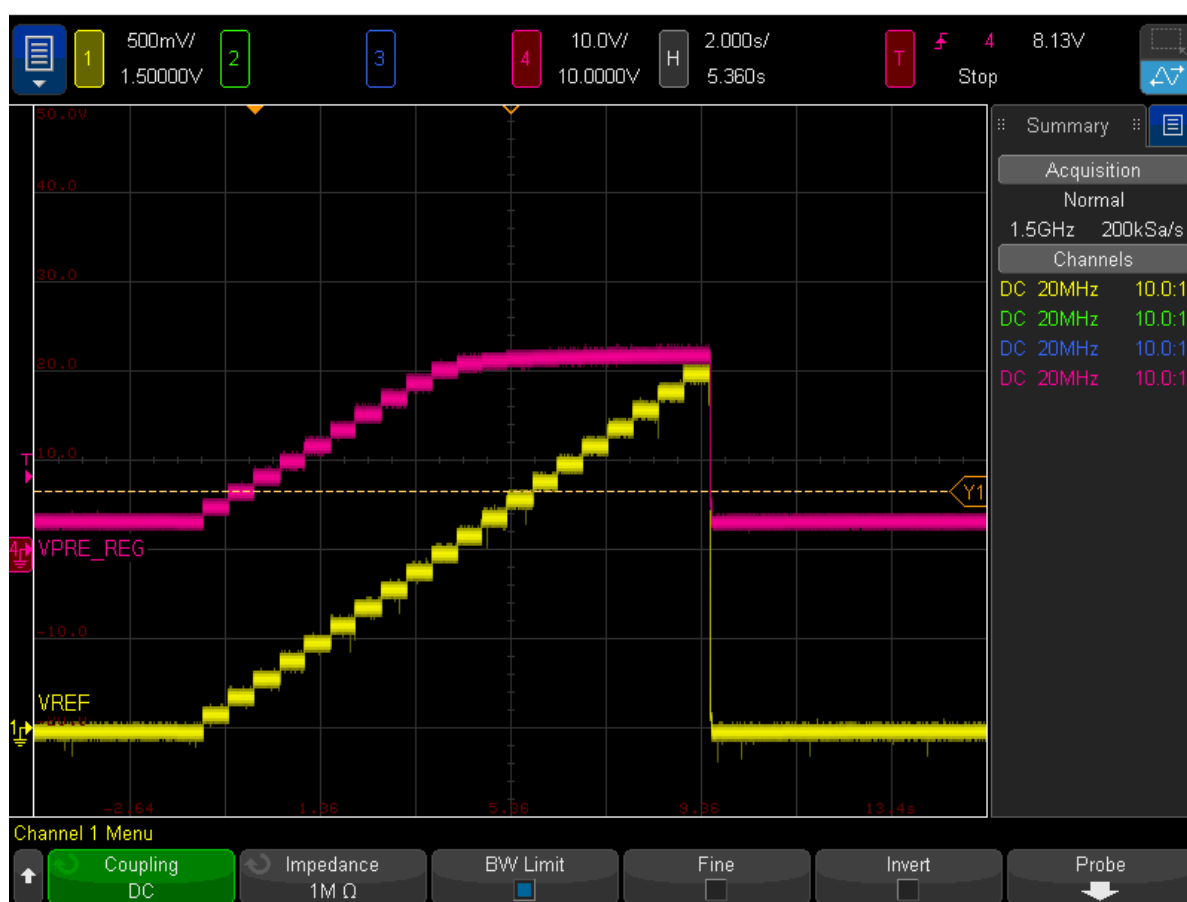 500mV/ 10.0V/ 2.000s/ 4 8.13V
1 2 3 4 H T
1.50000V 10.0000V 5.360s Stop
50.0V
Summary
40.0
Acquisition
Normal
1.5GHz 200kSa/s
Channels
30.0
DC 20MHz 10.0:1
DC 20MHz 10.0:1
DC 20MHz 10.0:1
20.0
DC 20MHz 10.0:1
10.0
T
Y1
4 VPRE_REG
-10.0
VREF
1
-2.64 1.36 5.36 9.36 13.4s
Channel 1 Menu
Coupling Impedance BW Limit Fine Invert Probe
DC 1M Ω